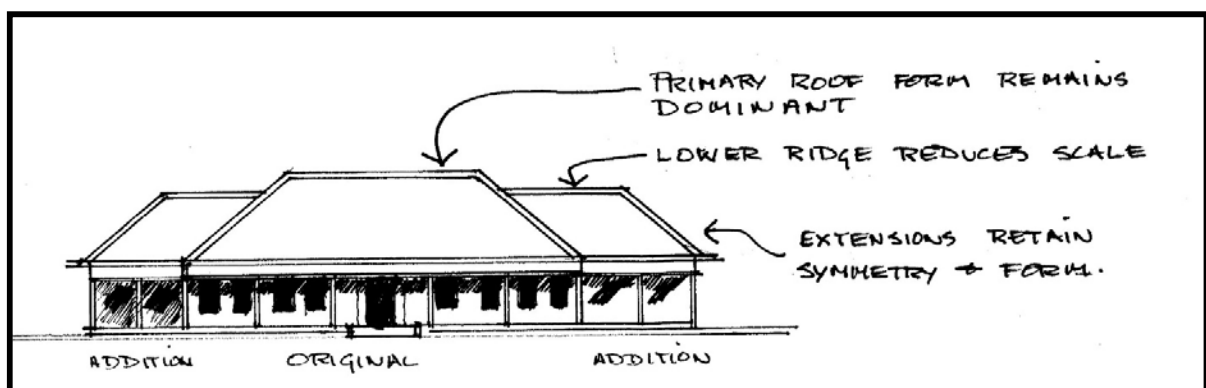 PRIMARY ROOF FORM REMAINS
DOMINANT
LOWER RIDGE REDUCES SCALE
EXTENSIONS RETAIN
SYMMETRY + FORM.
ADDITION ORIGINAL ADDITION